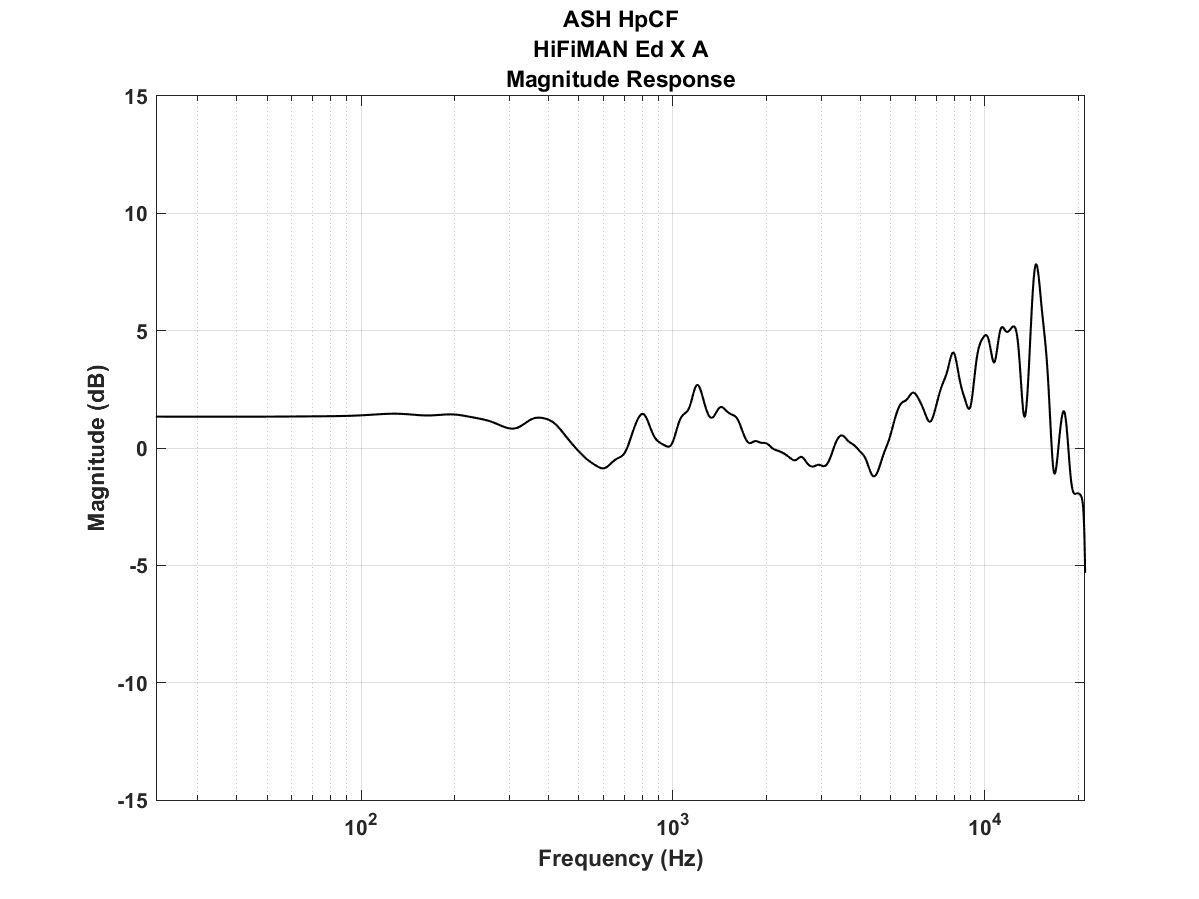 ASH HpCF
HiFiMAN Ed X A
Magnitude Response
15
10
5
0
-5
-10
-15
Magnitude (dB)
10² 10³ 10⁴
Frequency (Hz)